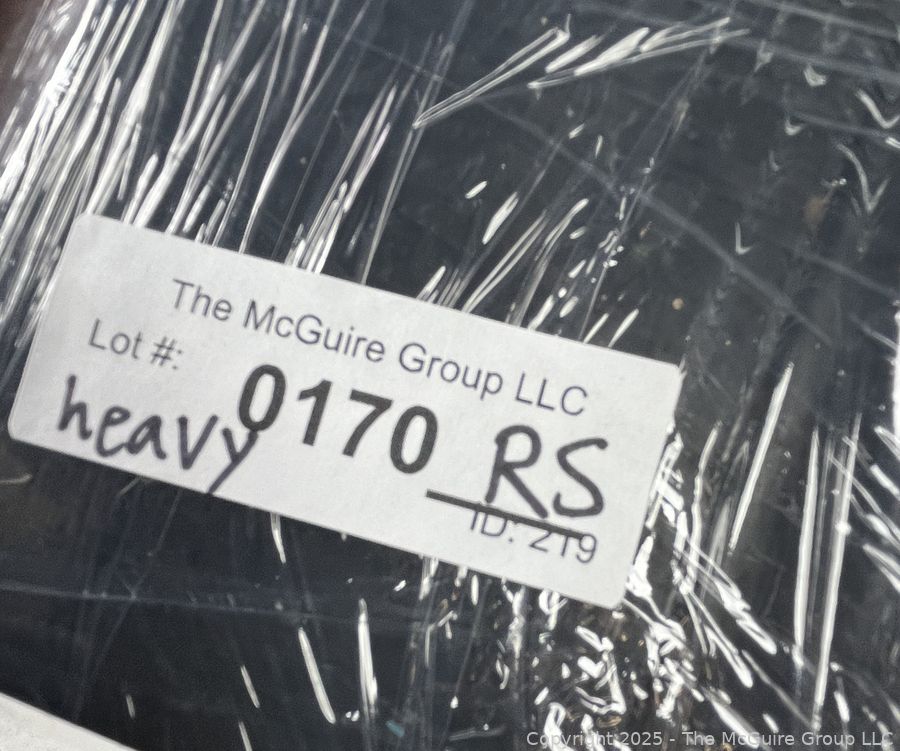 The McGuire Group LLC
Lot #:
heavy
0170 RS
ID: 219
Copyright 2025 - The McGuire Group LLC